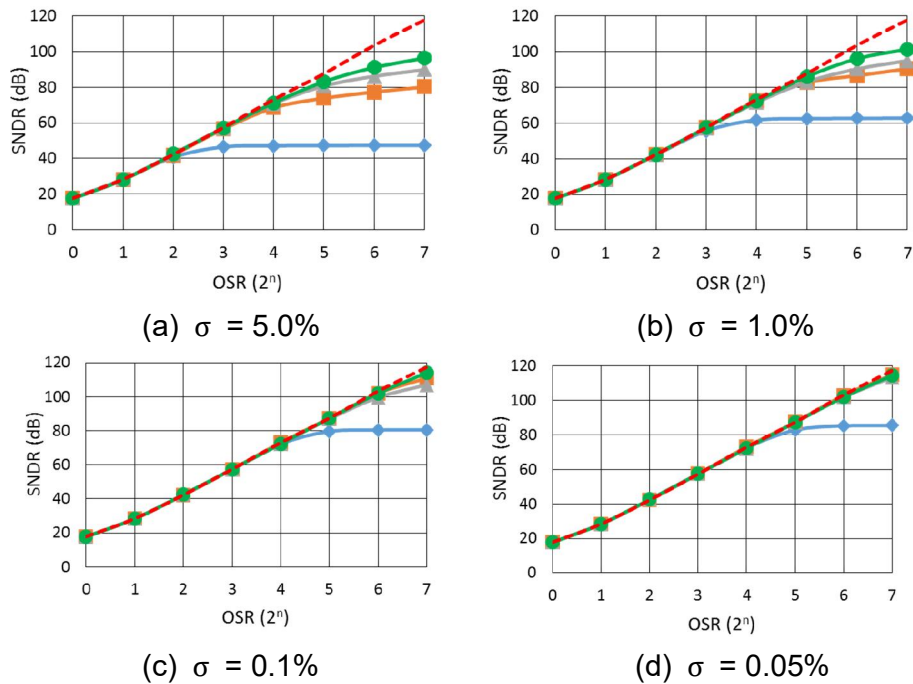 120
100
80
60
40
20
0
SNDR (dB)
0 1 2 3 4 5 6 7
OSR (2ⁿ)
(a) σ = 5.0%
120
100
80
60
40
20
0
SNDR (dB)
0 1 2 3 4 5 6 7
OSR (2ⁿ)
(b) σ = 1.0%
120
100
80
60
40
20
0
SNDR (dB)
0 1 2 3 4 5 6 7
OSR (2ⁿ)
(c) σ = 0.1%
120
100
80
60
40
20
0
SNDR (dB)
0 1 2 3 4 5 6 7
OSR (2ⁿ)
(d) σ = 0.05%